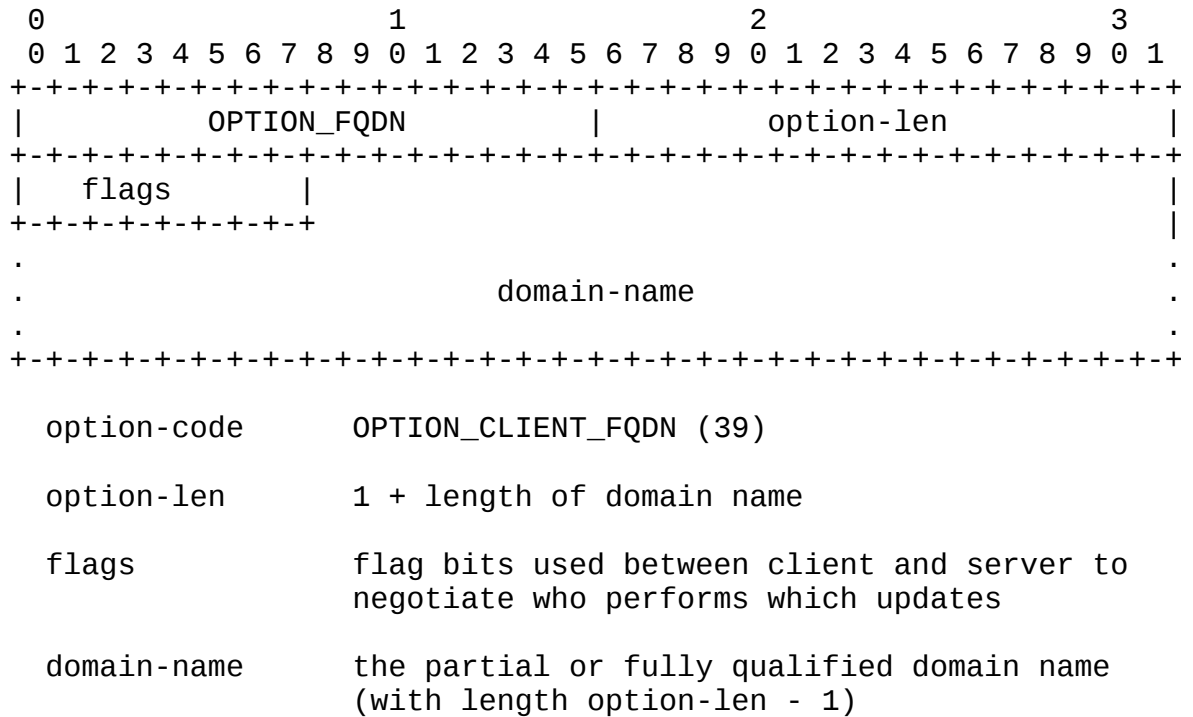 0                   1                   2                   3
 0 1 2 3 4 5 6 7 8 9 0 1 2 3 4 5 6 7 8 9 0 1 2 3 4 5 6 7 8 9 0 1
+-+-+-+-+-+-+-+-+-+-+-+-+-+-+-+-+-+-+-+-+-+-+-+-+-+-+-+-+-+-+-+-+
|          OPTION_FQDN          |         option-len            |
+-+-+-+-+-+-+-+-+-+-+-+-+-+-+-+-+-+-+-+-+-+-+-+-+-+-+-+-+-+-+-+-+
|   flags       |                                               |
+-+-+-+-+-+-+-+-+                                               |
.                                                               .
.                          domain-name                          .
.                                                               .
+-+-+-+-+-+-+-+-+-+-+-+-+-+-+-+-+-+-+-+-+-+-+-+-+-+-+-+-+-+-+-+-+
  option-code      OPTION_CLIENT_FQDN (39)
  option-len       1 + length of domain name
  flags            flag bits used between client and server to
                   negotiate who performs which updates
  domain-name      the partial or fully qualified domain name
                   (with length option-len - 1)